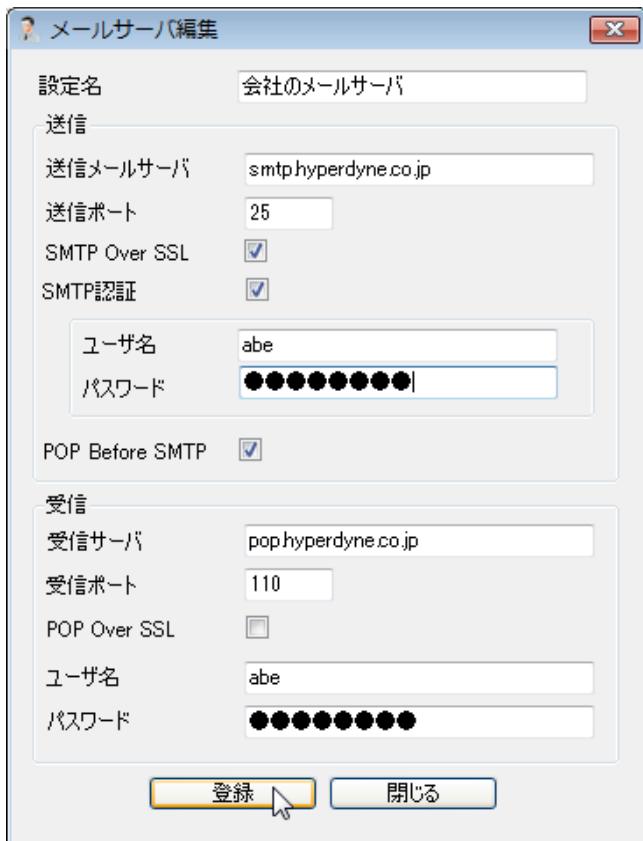 メールサーバ編集
設定名 会社のメールサーバ
送信
送信メールサーバ smtp.hyperdyne.co.jp
送信ポート 25
SMTP Over SSL
SMTP認証
ユーザ名 abe
パスワード ●●●●●●●●
POP Before SMTP
受信
受信サーバ pop.hyperdyne.co.jp
受信ポート 110
POP Over SSL
ユーザ名 abe
パスワード ●●●●●●●●
登録 閉じる